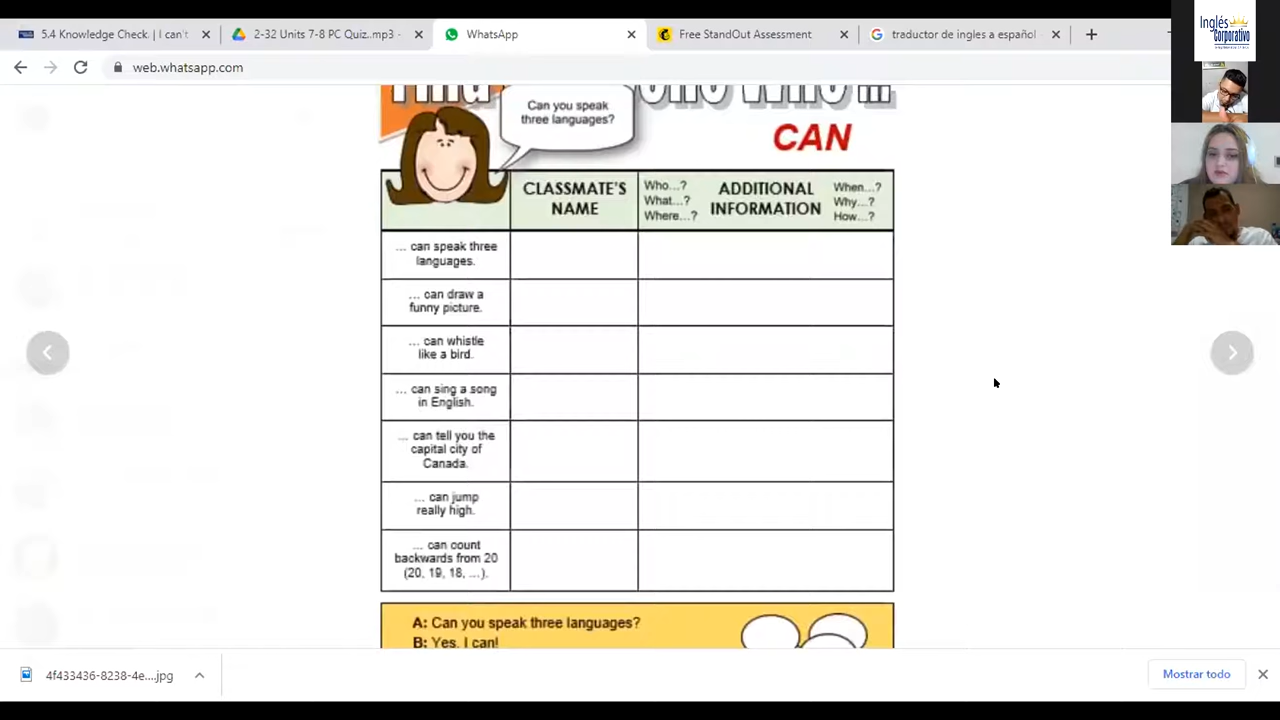 5.4 Knowledge Check. | I can't
2-32 Units 7-8 PC Quiz..mp3 -
WhatsApp
Free StandOut Assessment
traductor de ingles a español -
web.whatsapp.com
Inglés
Corporativo
Can you speak
three languages?
CAN
CLASSMATE'S
NAME
Who...?
What...?
Where...?
ADDITIONAL
INFORMATION
When...?
Why...?
How...?
... can speak three
languages.
... can draw a
funny picture.
... can whistle
like a bird.
... can sing a song
in English.
... can tell you the
capital city of
Canada.
... can jump
really high.
... can count
backwards from 20
(20, 19, 18, ...).
A: Can you speak three languages?
B: Yes, I can!
4f433436-8238-4e....jpg
Mostrar todo